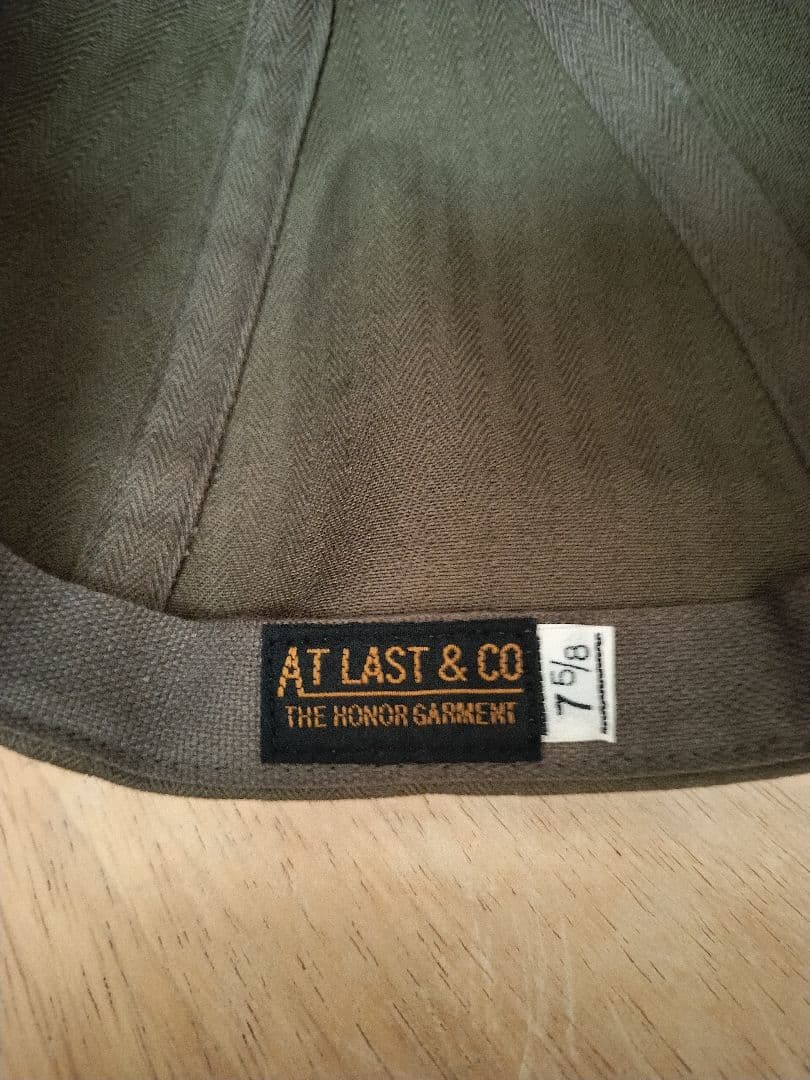 AT LAST & CO
THE HONOR GARMENT
7 5/8